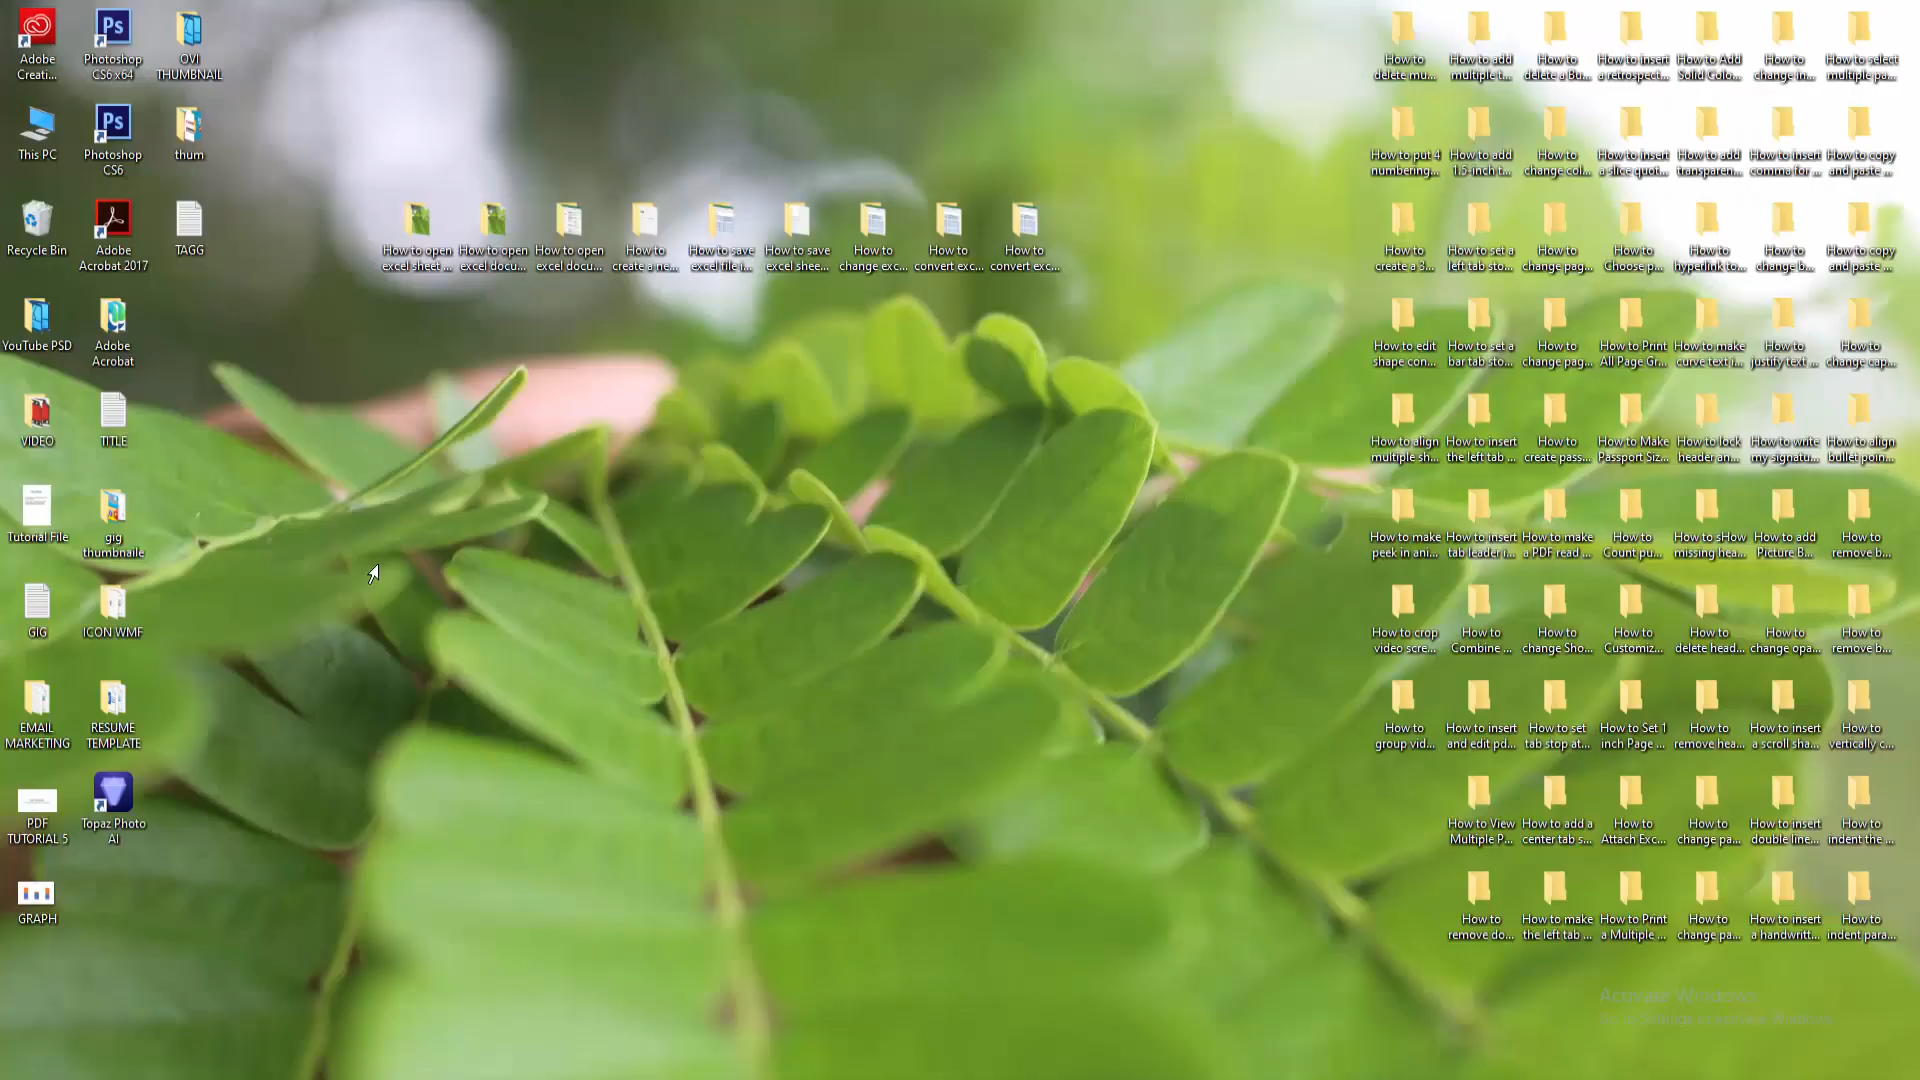 Adobe
Creati...
Photoshop
CS6 x64
OVI
THUMBNAIL
This PC
Photoshop
CS6
thum
Recycle Bin
Adobe
Acrobat 2017
TAGG
YouTube PSD
Adobe
Acrobat
VIDEO
TITLE
Tutorial File
gig
thumbnaile
GIG
ICON WMF
EMAIL
MARKETING
RESUME
TEMPLATE
PDF
TUTORIAL 5
Topaz Photo
AI
GRAPH
How to open
excel sheet ...
How to open
excel docu...
How to open
excel docu...
How to
create a ne...
How to save
excel file i...
How to save
excel shee...
How to
change exc...
How to
convert exc...
How to
convert exc...
How to
delete mu...
How to add
multiple t...
How to
delete a Bu...
How to insert
a retrospect...
How to Add
Solid Colo...
How to
change in...
How to select
multiple pa...
How to put 4
numbering...
How to add
1.5-inch t...
How to
change col...
How to insert
a slice quot...
How to add
transparen...
How to insert
comma for ...
How to copy
and paste ...
How to
create a 3...
How to set a
left tab sto...
How to
change pag...
How to
Choose p...
How to
hyperlink to...
How to
change b...
How to copy
and paste ...
How to edit
shape con...
How to set a
bar tab sto...
How to
change pag...
How to Print
All Page Gr...
How to make
curve text i...
How to
justify text ...
How to
change cap...
How to align
multiple sh...
How to insert
the left tab ...
How to
create pass...
How to Make
Passport Siz...
How to lock
header an...
How to write
my signatu...
How to align
bullet poin...
How to make
peek in ani...
How to insert
tab leader i...
How to make
a PDF read ...
How to
Count pu...
How to sHow
missing hea...
How to add
Picture B...
How to
remove b...
How to crop
video scre...
How to
Combine ...
How to
change Sho...
How to
Customiz...
How to
delete head...
How to
change opa...
How to
remove b...
How to
group vid...
How to insert
and edit pd...
How to set
tab stop at...
How to Set 1
inch Page ...
How to
remove hea...
How to insert
a scroll sha...
How to
vertically c...
How to View
Multiple P...
How to add a
center tab s...
How to
Attach Exc...
How to
change pa...
How to insert
double line...
How to
indent the ...
How to
remove do...
How to make
the left tab ...
How to Print
a Multiple ...
How to
change pa...
How to insert
a handwritt...
How to
indent para...
Activate Windows
Go to Settings to activate Windows.